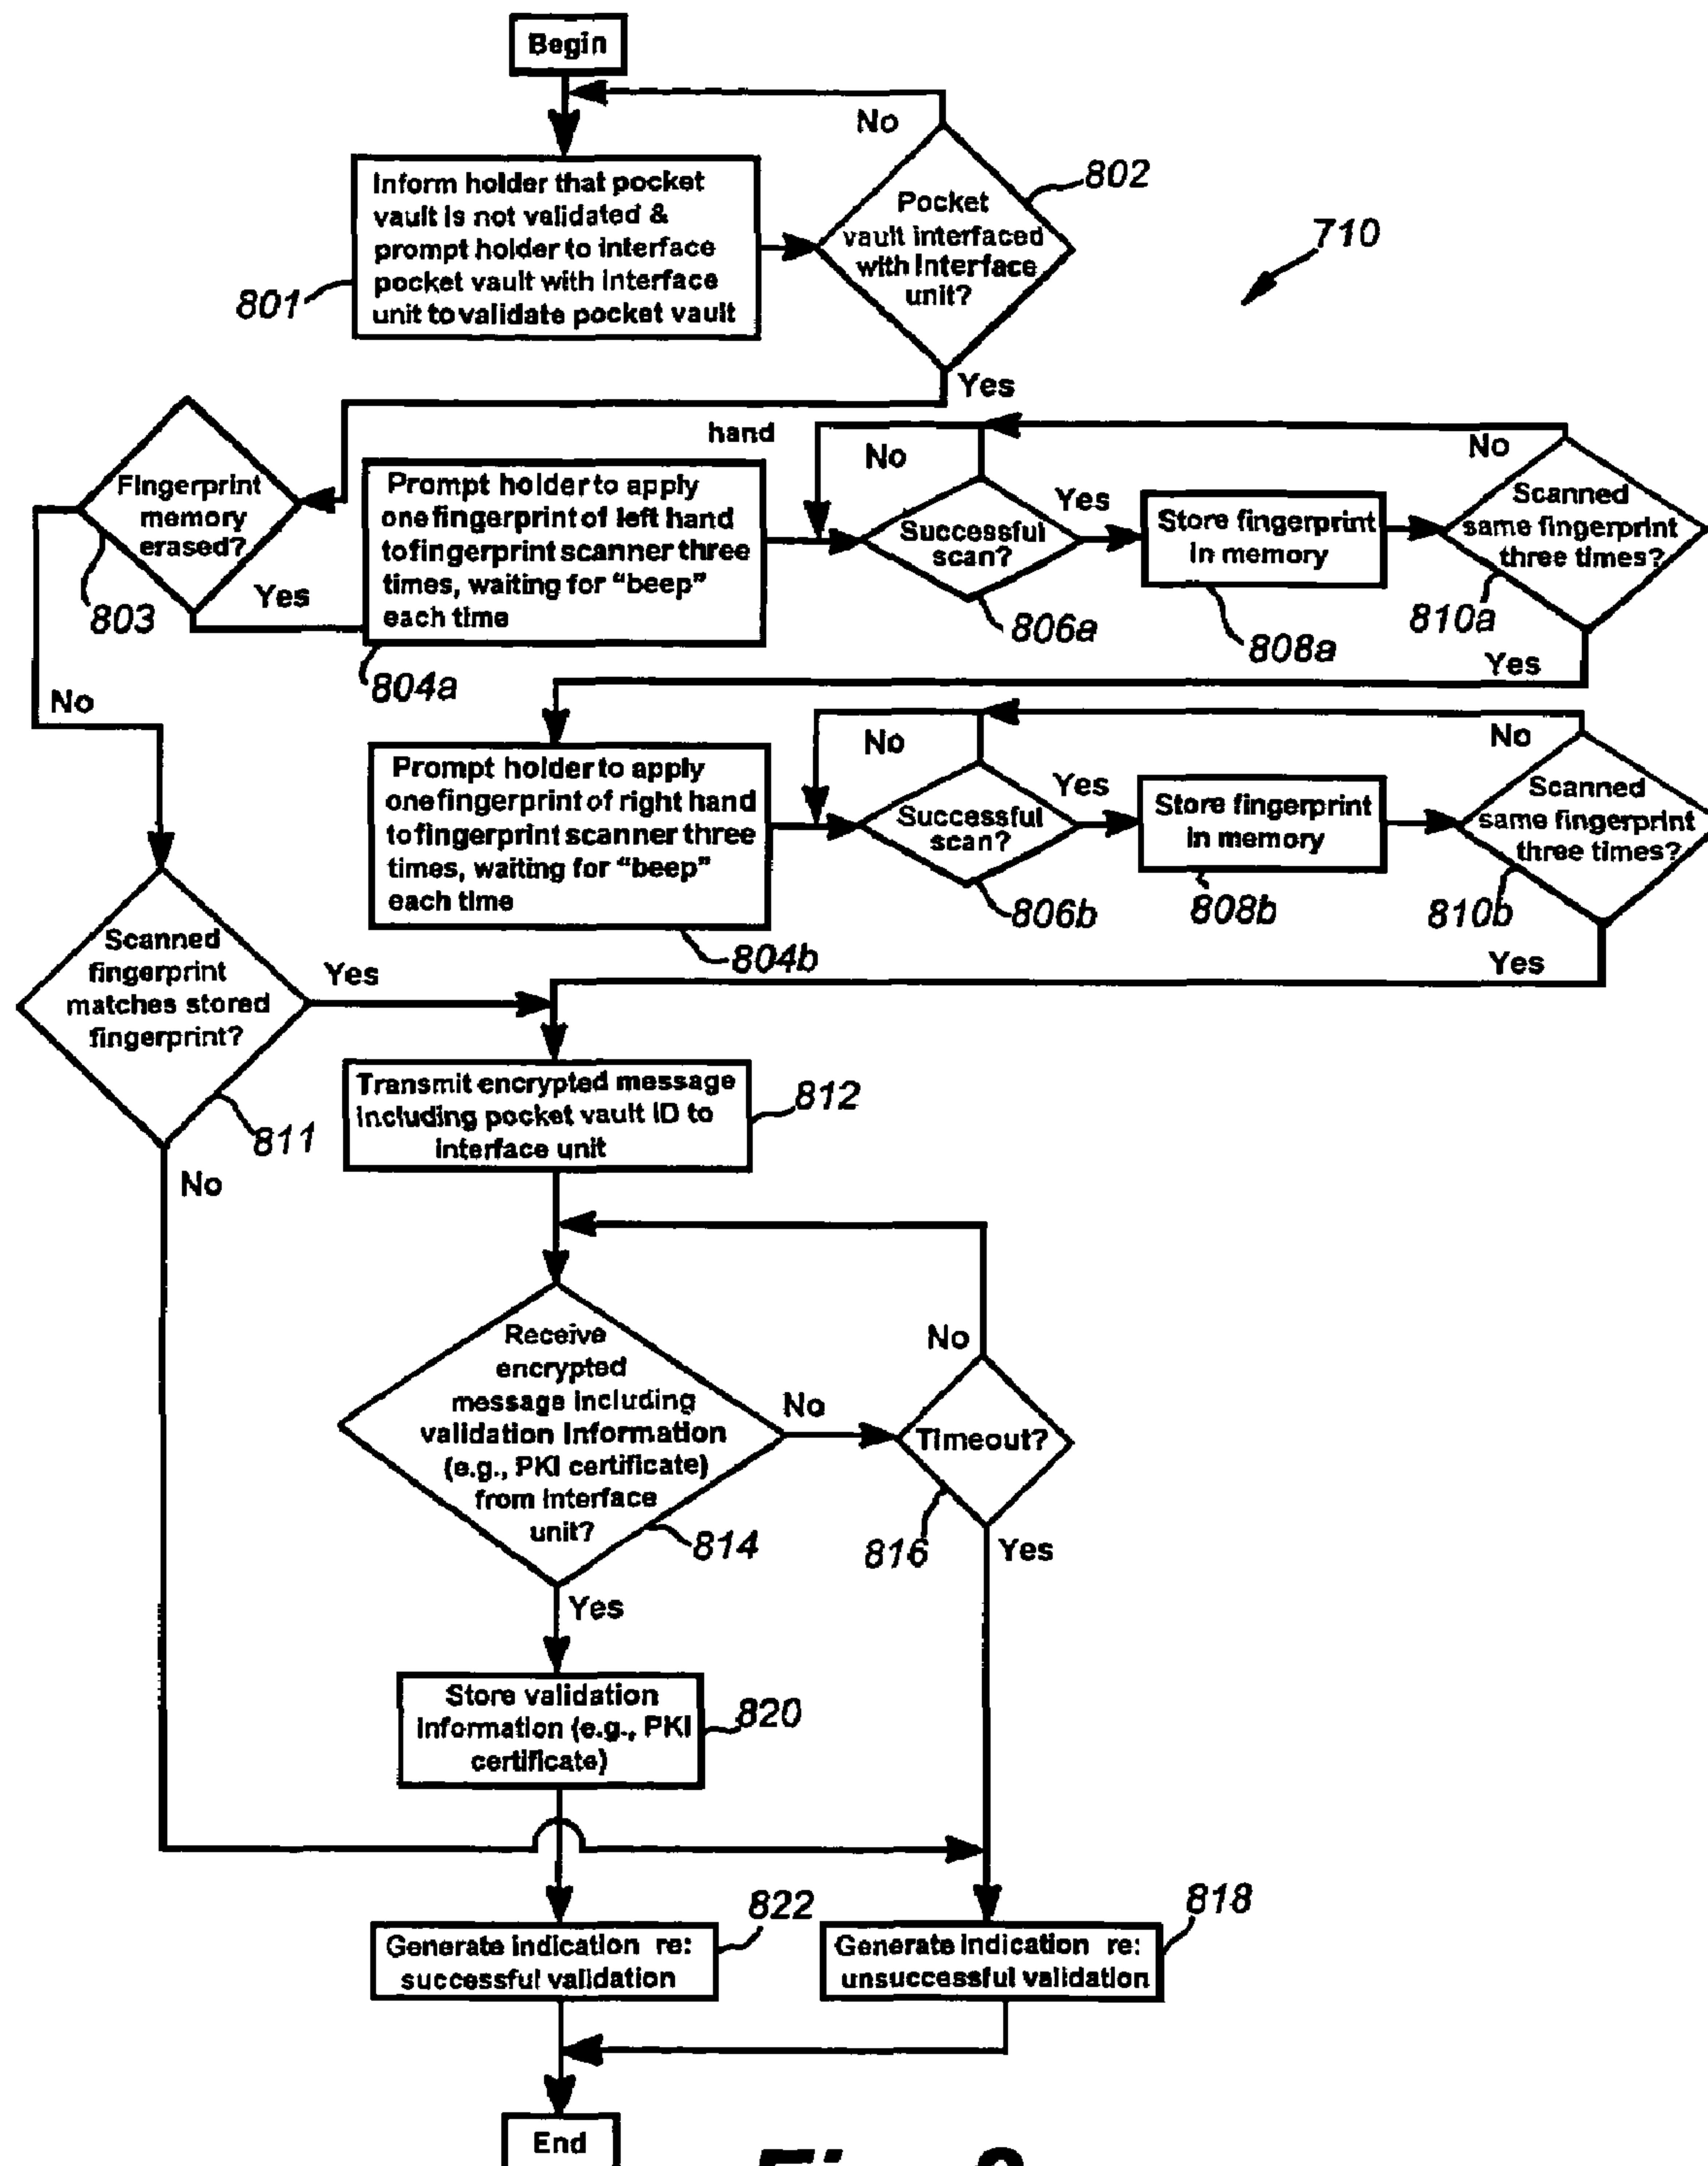 Begin
No
Inform holder that pocket
vault is not validated &
prompt holder to interface
pocket vault with interface
unit to validate pocket vault
801
Pocket
vault interfaced
with Interface
unit?
802
710
Yes
hand
Fingerprint
memory
erased?
803
Yes
No
Prompt holder to apply
one fingerprint of left hand
to fingerprint scanner three
times, waiting for "beep"
each time
804a
No
Successful
scan?
806a
Yes
Store fingerprint
in memory
808a
No
Scanned
same fingerprint
three times?
810a
Yes
Prompt holder to apply
one fingerprint of right hand
to fingerprint scanner three
times, waiting for "beep"
each time
804b
No
Successful
scan?
806b
Yes
Store fingerprint
in memory
808b
No
Scanned
same fingerprint
three times?
810b
Yes
Scanned
fingerprint
matches stored
fingerprint?
811
Yes
No
Transmit encrypted message
including pocket vault ID to
interface unit
812
Receive
encrypted
message including
validation Information
(e.g., PKI certificate)
from interface
unit?
814
No
Timeout?
816
No
Yes
Yes
Store validation
information (e.g., PKI
certificate)
820
Generate indication re:
successful validation
822
Generate indication re:
unsuccessful validation
818
End